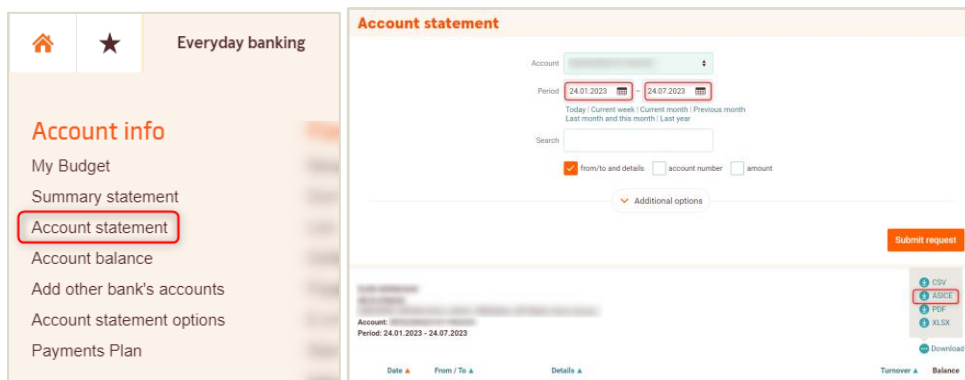 Everyday banking
Account info
My Budget
Summary statement
Account statement
Account balance
Add other bank's accounts
Account statement options
Payments Plan
Account statement
Account
Period 24.01.2023 – 24.07.2023
Today | Current week | Current month | Previous month
Last month and this month | Last year
Search
from/to and details account number amount
Additional options
Submit request
CSV
ASICE
PDF
XLSX
Download
Account:
Period: 24.01.2023 - 24.07.2023
Date From / To Details Turnover Balance